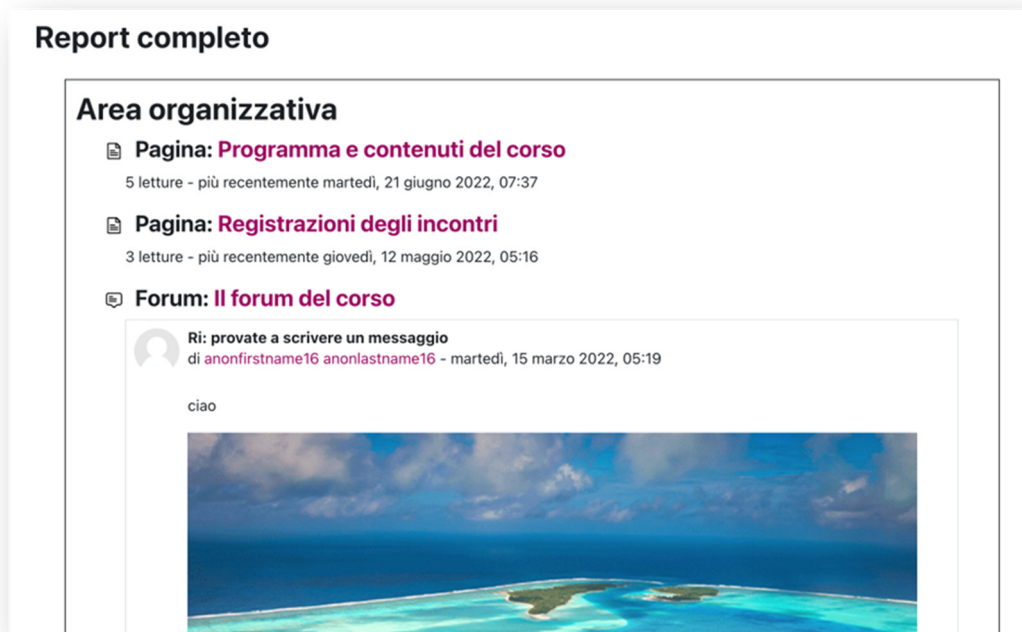 Report completo
Area organizzativa
Pagina: Programma e contenuti del corso
5 letture - più recentemente martedì, 21 giugno 2022, 07:37
Pagina: Registrazioni degli incontri
3 letture - più recentemente giovedì, 12 maggio 2022, 05:16
Forum: Il forum del corso
Ri: provate a scrivere un messaggio
di anonfirstname16 anonlastname16 - martedì, 15 marzo 2022, 05:19
ciao